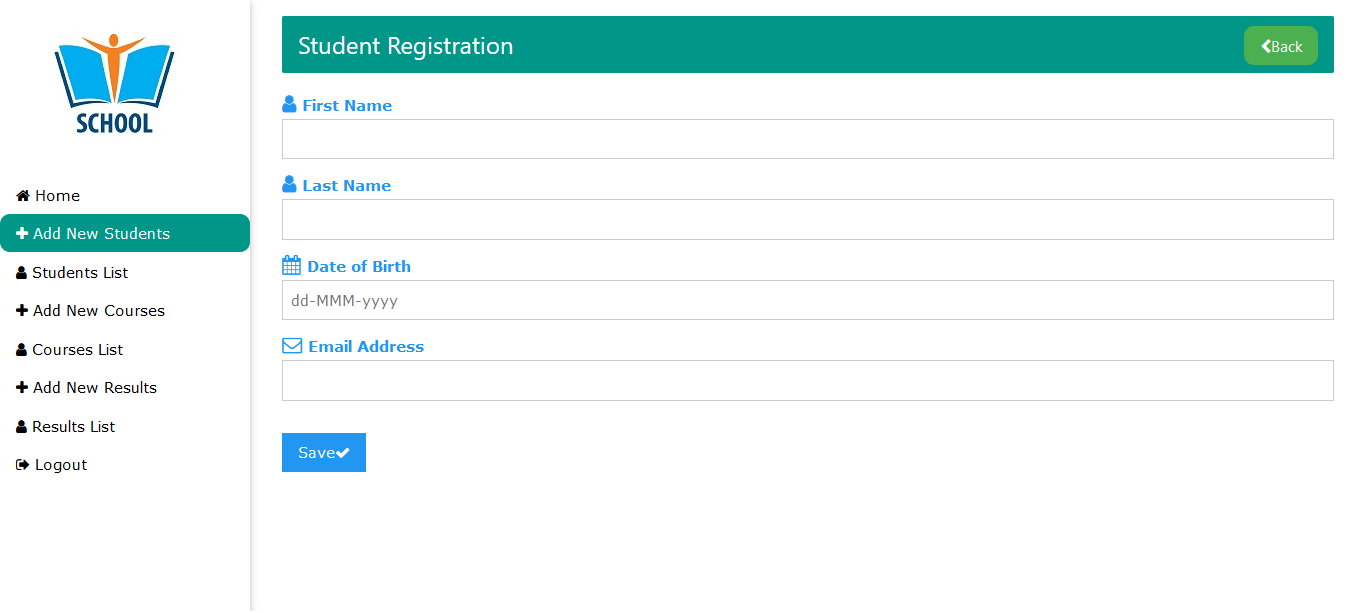 SCHOOL
Home
Add New Students
Students List
Add New Courses
Courses List
Add New Results
Results List
Logout
Student Registration
Back
First Name
Last Name
Date of Birth
dd-MMM-yyyy
Email Address
Save